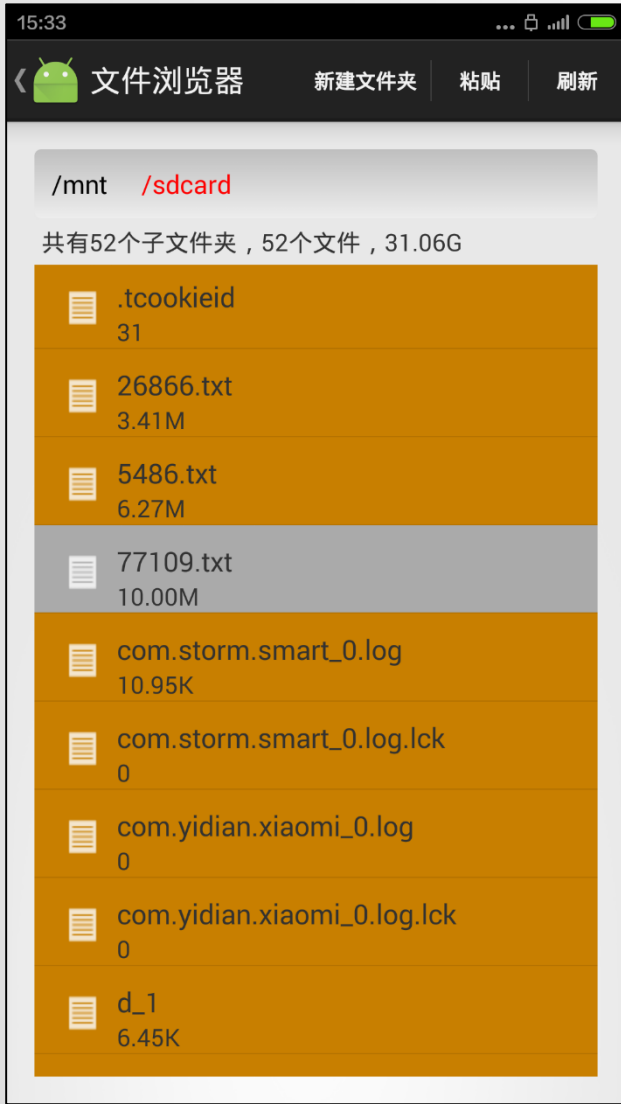 15:33
文件浏览器 新建文件夹 粘贴 刷新
/mnt /sdcard
共有52个子文件夹，52个文件，31.06G
.tcookieid
31
26866.txt
3.41M
5486.txt
6.27M
77109.txt
10.00M
com.storm.smart_0.log
10.95K
com.storm.smart_0.log.lck
0
com.yidian.xiaomi_0.log
0
com.yidian.xiaomi_0.log.lck
0
d_1
6.45K